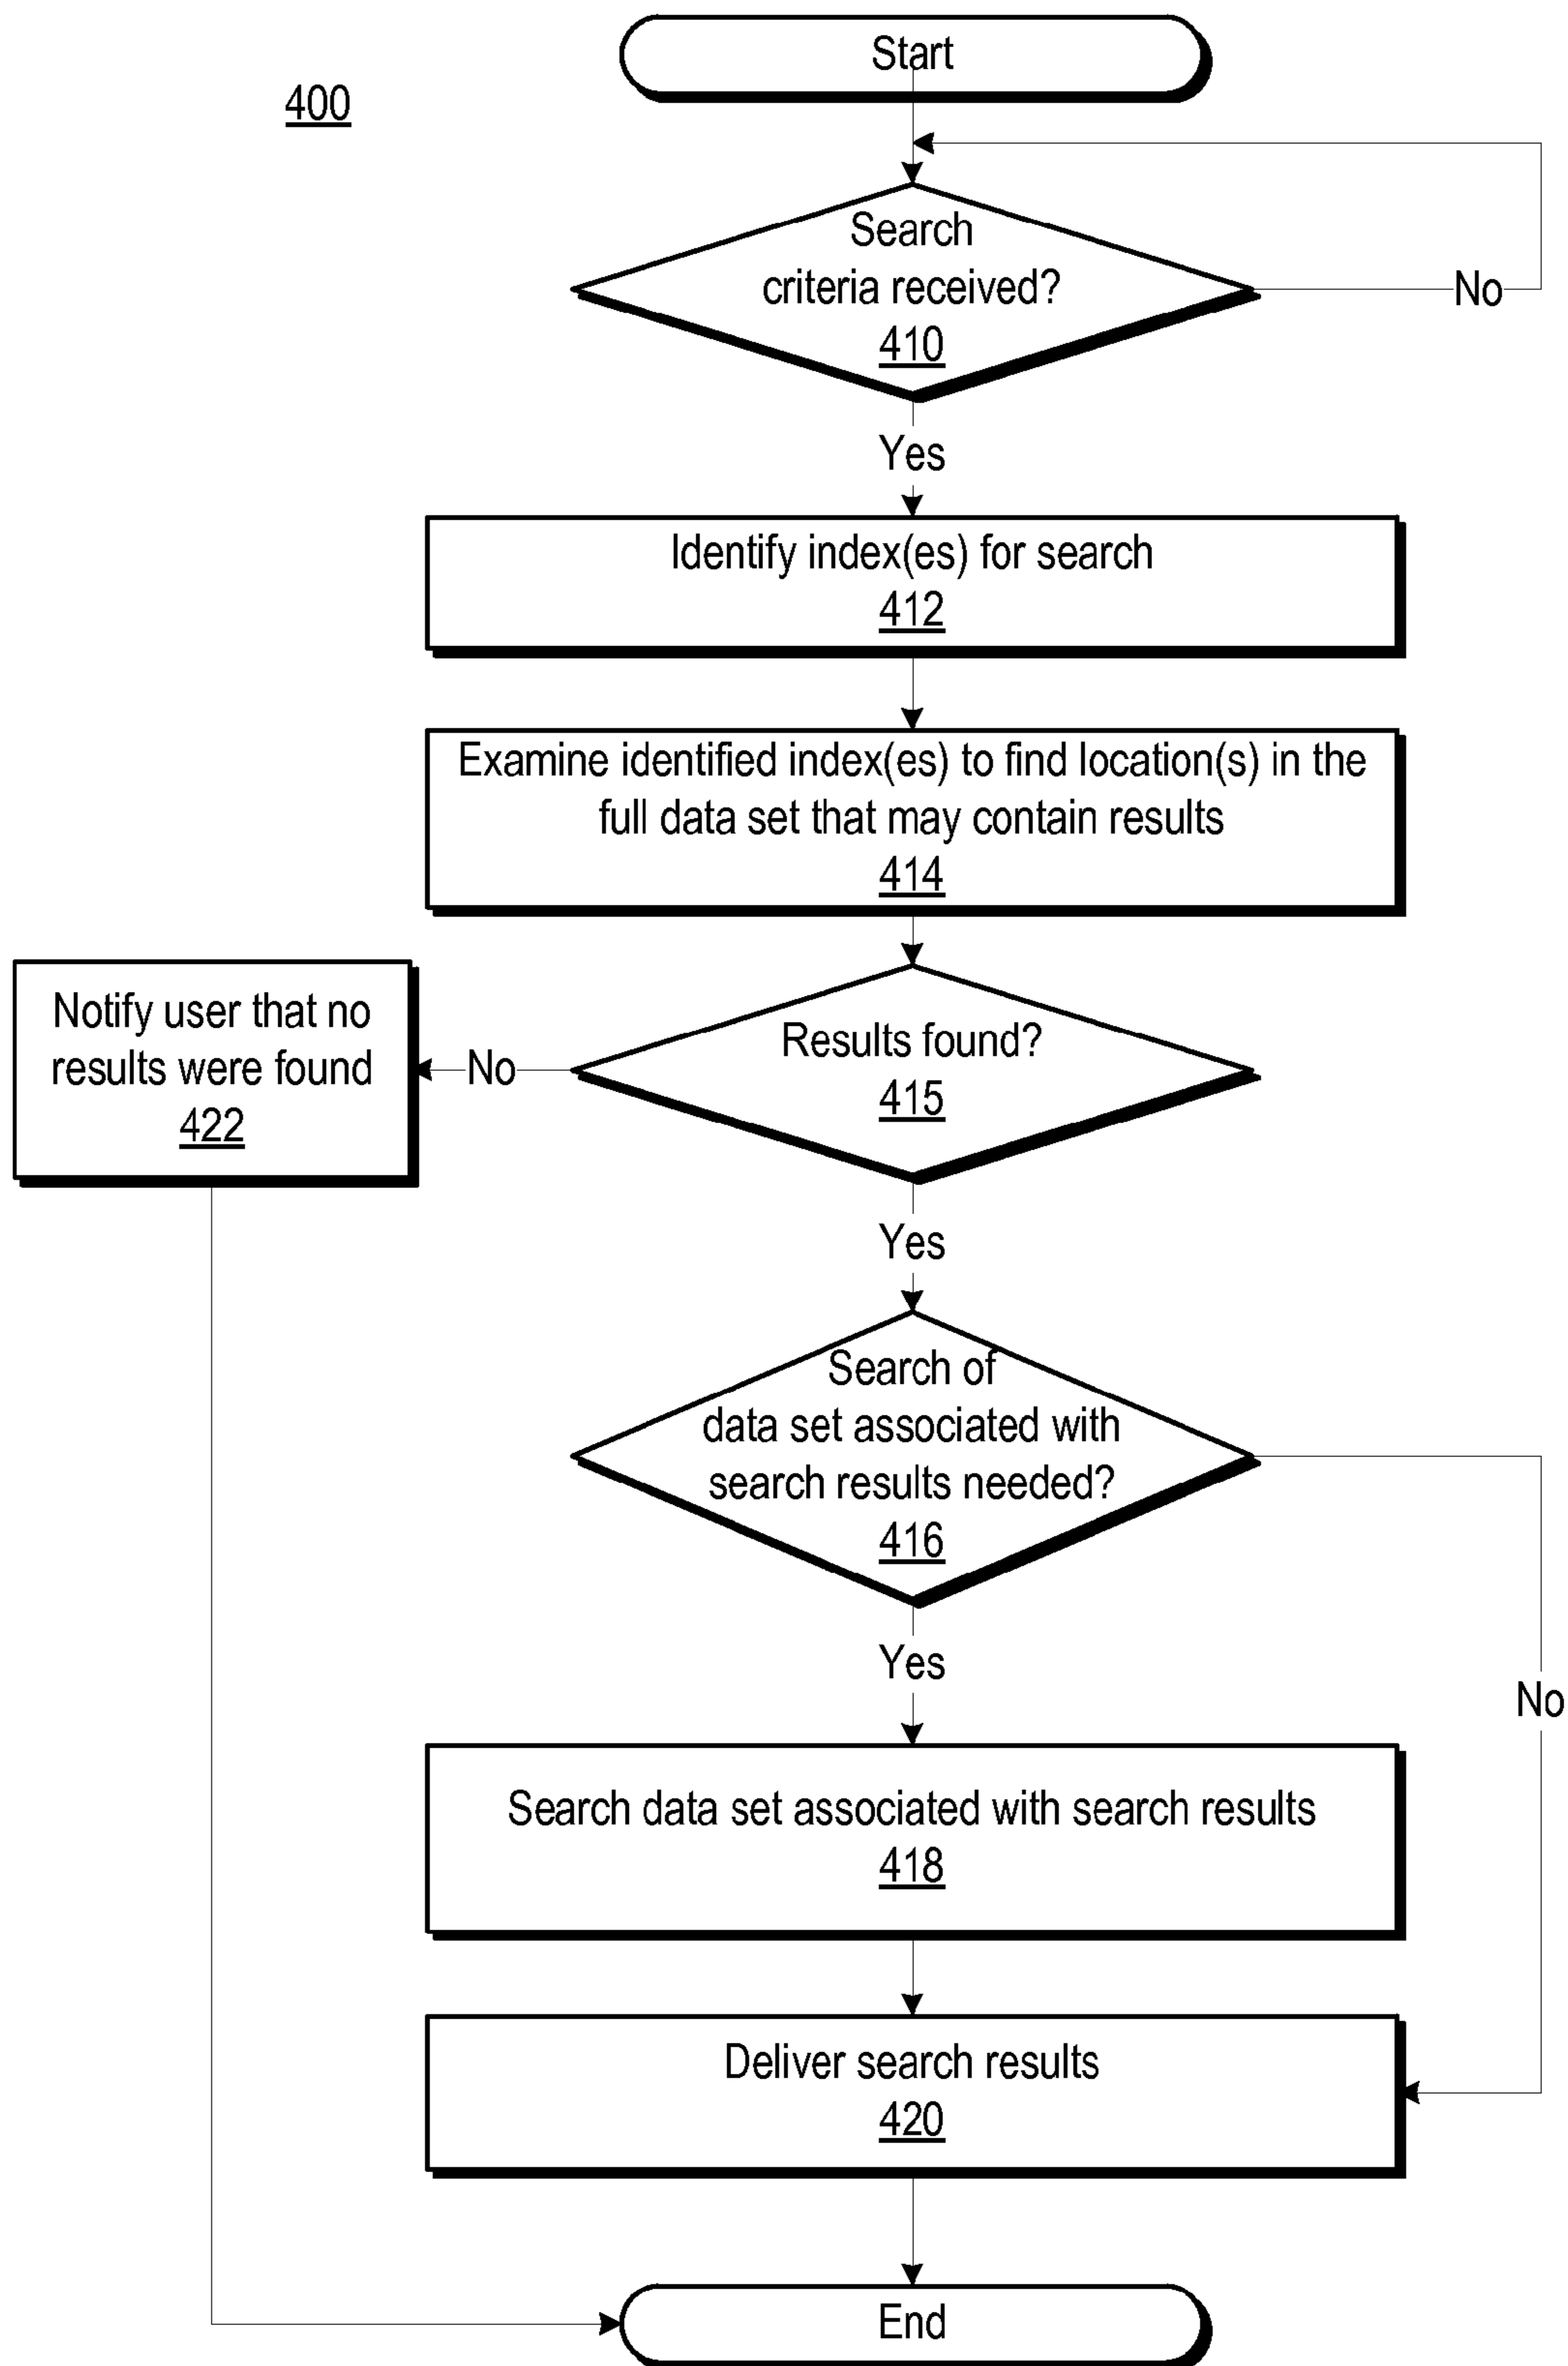 Start
400
Search
criteria received?
410
No
Yes
Identify index(es) for search
412
Examine identified index(es) to find location(s) in the
full data set that may contain results
414
Notify user that no
results were found
422
No
Results found?
415
Yes
Search of
data set associated with
search results needed?
416
Yes
No
Search data set associated with search results
418
Deliver search results
420
End